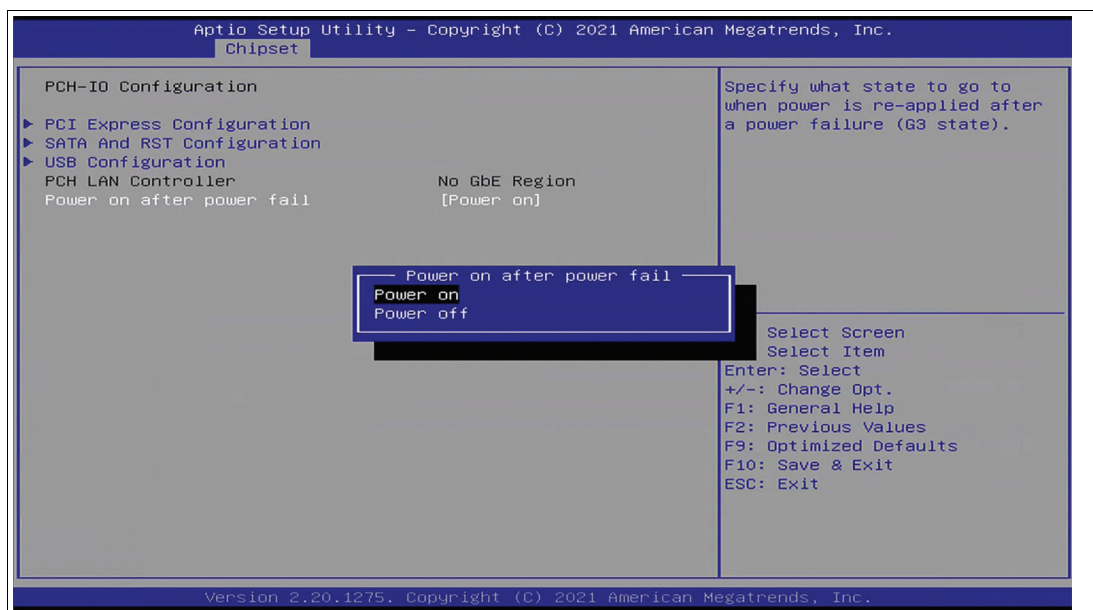 Aptio Setup Utility – Copyright (C) 2021 American Megatrends, Inc.
Chipset
PCH-IO Configuration
PCI Express Configuration
SATA And RST Configuration
USB Configuration
PCH LAN Controller No GbE Region
Power on after power fail [Power on]
Specify what state to go to
when power is re-applied after
a power failure (G3 state).
Power on after power fail
Power on
Power off
Select Screen
Select Item
Enter: Select
+/-: Change Opt.
F1: General Help
F2: Previous Values
F9: Optimized Defaults
F10: Save & Exit
ESC: Exit
Version 2.20.1275. Copyright (C) 2021 American Megatrends, Inc.